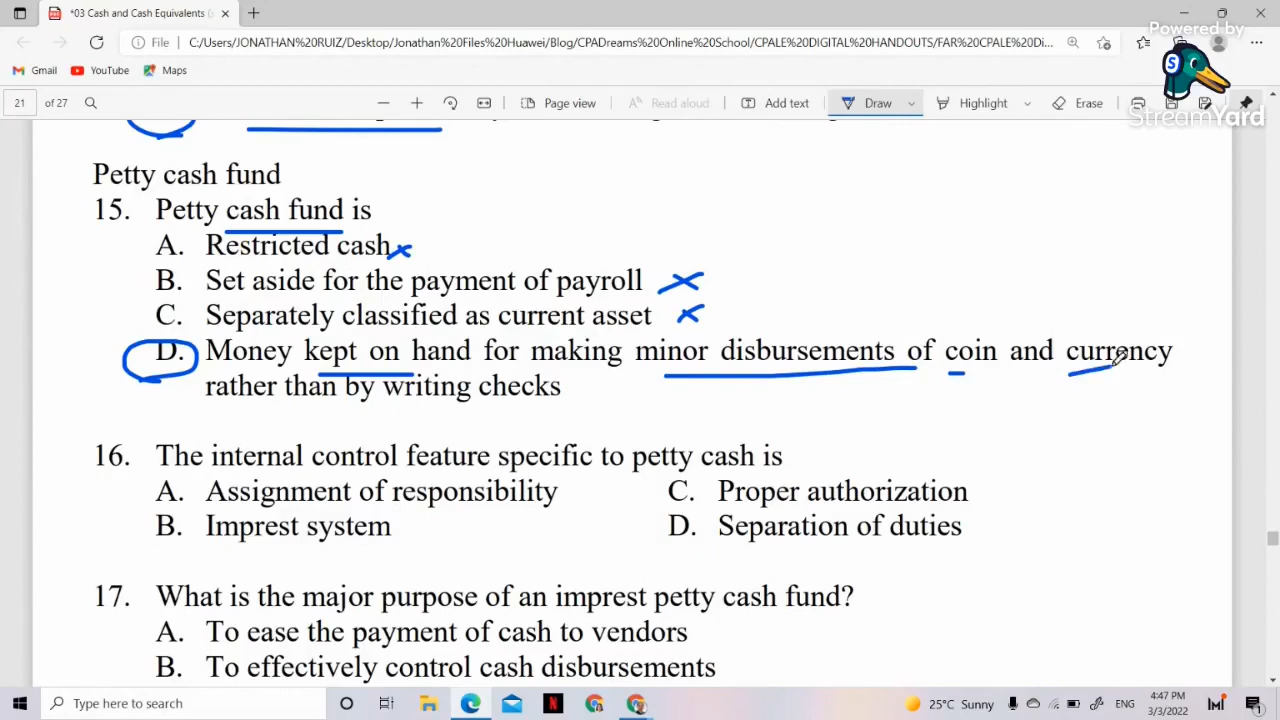 *03 Cash and Cash Equivalents (
Powered by
File C:/Users/JONATHAN%20RUIZ/Desktop/Jonathan%20Files%20Huawei/Blog/CPADreams%20Online%20School/CPALE%20DIGITAL%20HANDOUTS/FAR%20CPALE%20Di...
Gmail YouTube Maps
StreamYard
21 of 27 Page view Read aloud Add text Draw Highlight Erase
Petty cash fund
15. Petty cash fund is
A. Restricted cash
B. Set aside for the payment of payroll
C. Separately classified as current asset
D. Money kept on hand for making minor disbursements of coin and currency
rather than by writing checks
16. The internal control feature specific to petty cash is
A. Assignment of responsibility C. Proper authorization
B. Imprest system D. Separation of duties
17. What is the major purpose of an imprest petty cash fund?
A. To ease the payment of cash to vendors
B. To effectively control cash disbursements
Type here to search 25°C Sunny ENG 4:47 PM
3/3/2022